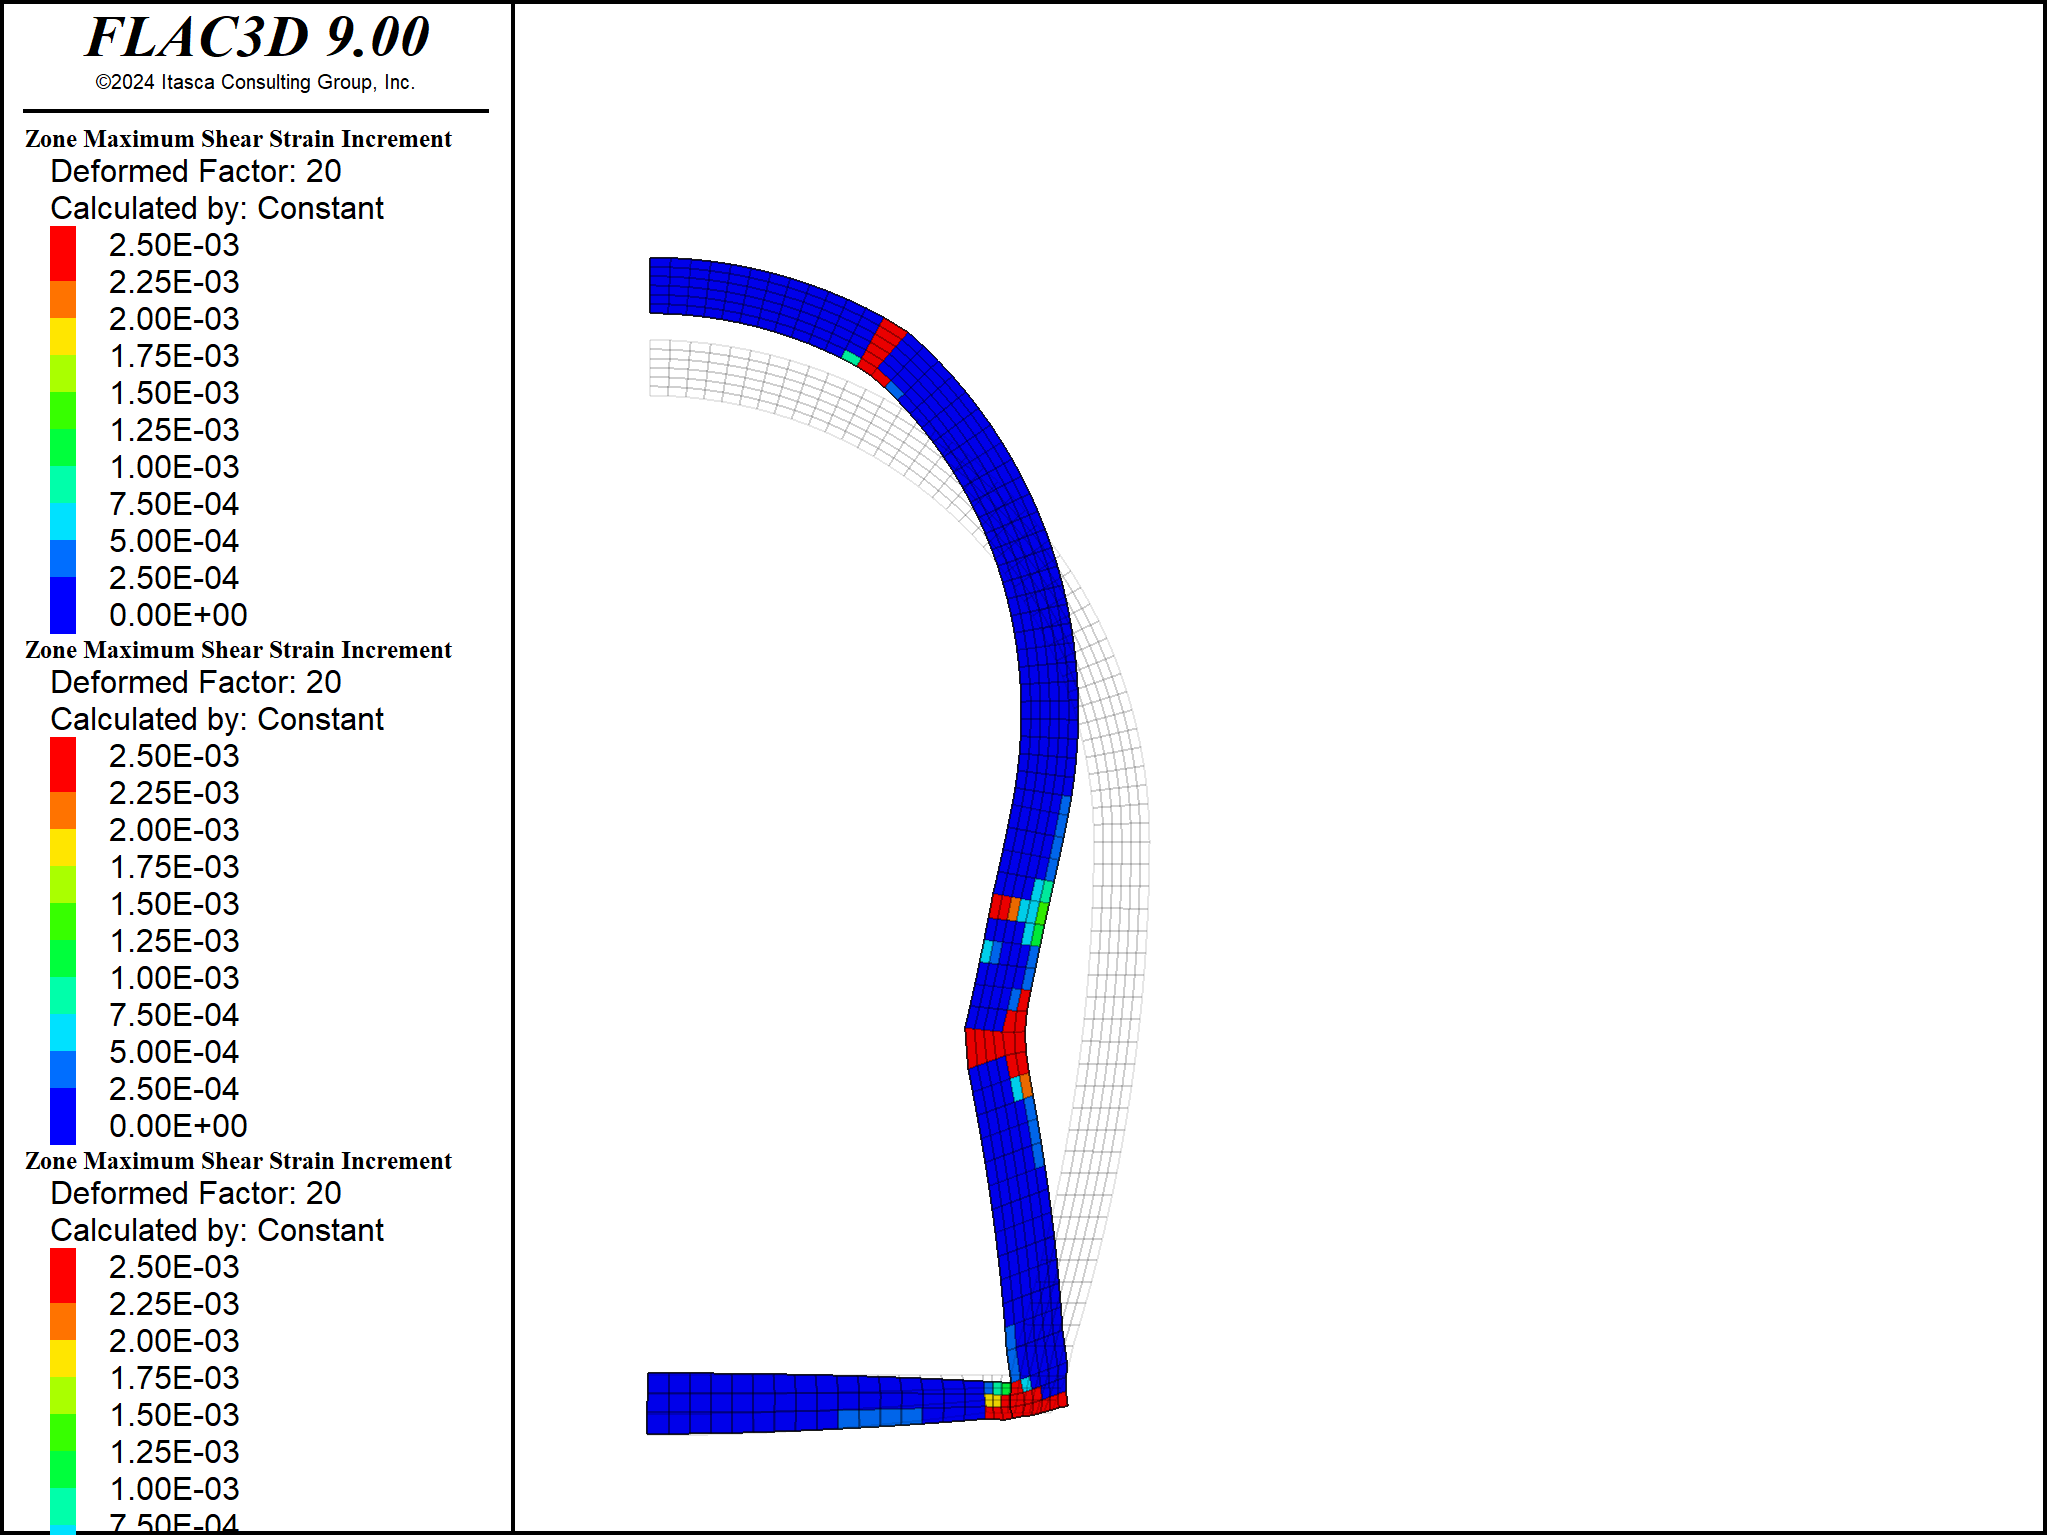 FLAC3D 9.00
©2024 Itasca Consulting Group, Inc.
Zone Maximum Shear Strain Increment
Deformed Factor: 20
Calculated by: Constant
2.50E-03
2.25E-03
2.00E-03
1.75E-03
1.50E-03
1.25E-03
1.00E-03
7.50E-04
5.00E-04
2.50E-04
0.00E+00
Zone Maximum Shear Strain Increment
Deformed Factor: 20
Calculated by: Constant
2.50E-03
2.25E-03
2.00E-03
1.75E-03
1.50E-03
1.25E-03
1.00E-03
7.50E-04
5.00E-04
2.50E-04
0.00E+00
Zone Maximum Shear Strain Increment
Deformed Factor: 20
Calculated by: Constant
2.50E-03
2.25E-03
2.00E-03
1.75E-03
1.50E-03
1.25E-03
1.00E-03
7.50E-04